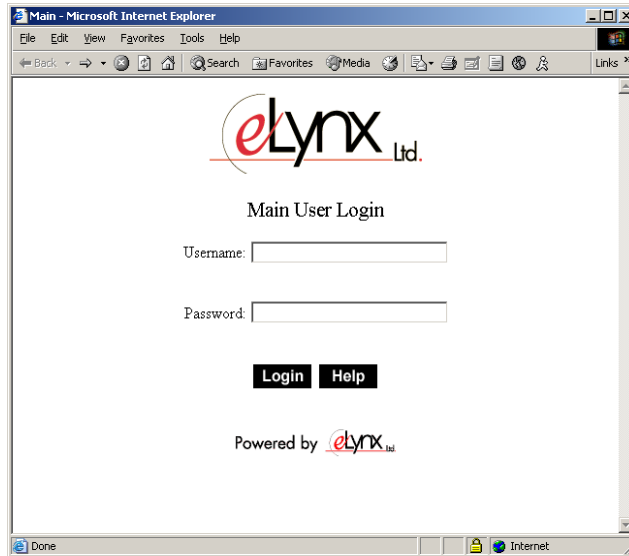 Main - Microsoft Internet Explorer
File Edit View Favorites Tools Help
Back Search Favorites Media Links »
eLynx Ltd.
Main User Login
Username:
Password:
Login Help
Powered by eLynx Ltd.
Done Internet